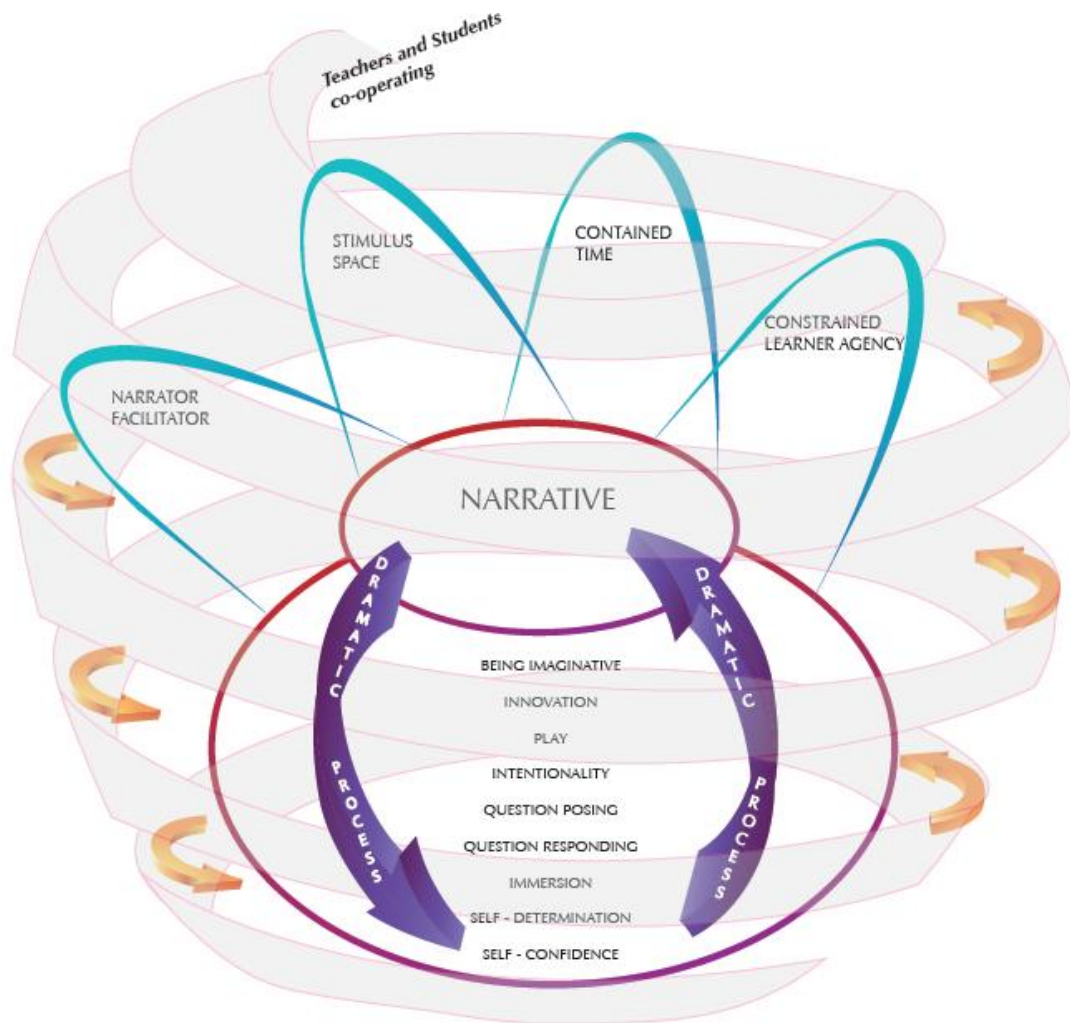 Teachers and Students
co-operating
STIMULUS
SPACE
CONTAINED
TIME
CONSTRAINED
LEARNER AGENCY
NARRATOR
FACILITATOR
NARRATIVE
DRAMATIC PROCESS
DRAMATIC PROCESS
BEING IMAGINATIVE
INNOVATION
PLAY
INTENTIONALITY
QUESTION POSING
QUESTION RESPONDING
IMMERSION
SELF - DETERMINATION
SELF - CONFIDENCE